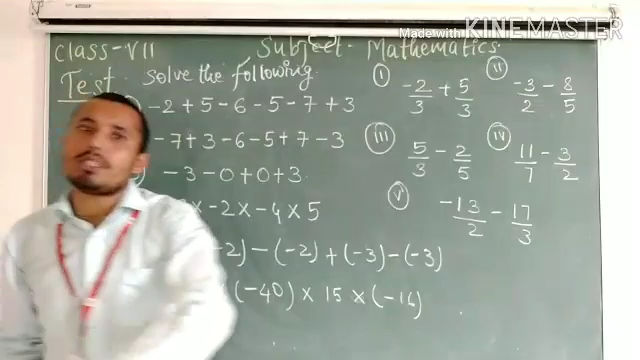 Made with KINEMASTER
Class-VII Subject- Mathematics
Test Solve the following
-2+5-6-5-7+3
-7+3-6-5+7-3
-3-0+0+3
x -2 x -4 x 5
-2) - (-2) + (-3) - (-3)
(-40) x 15 x (-16)
(i) -2/3 + 5/3
(ii) -3/2 - 8/5
(iii) 5/3 - 2/5
(iv) 11/7 - 3/2
(v) -13/2 - 17/3